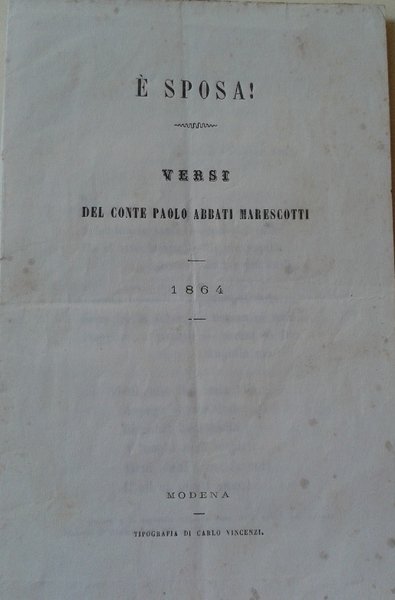 È SPOSA!
VERSI
DEL CONTE PAOLO ABBATI MARESCOTTI
1864
MODENA
TIPOGRAFIA DI CARLO VINCENZI.